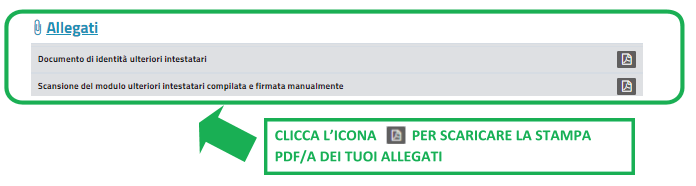 Allegati
Documento di identità ulteriori intestatari
Scansione del modulo ulteriori intestatari compilata e firmata manualmente
CLICCA L'ICONA PER SCARICARE LA STAMPA
PDF/A DEI TUOI ALLEGATI